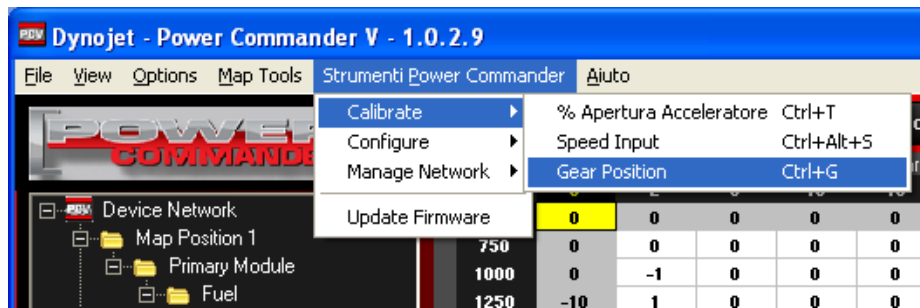 Dynojet - Power Commander V - 1.0.2.9
File View Options Map Tools Strumenti Power Commander Aiuto
POWER
COMMANDE
Calibrate
Configure
Manage Network
Update Firmware
% Apertura Acceleratore Ctrl+T
Speed Input Ctrl+Alt+S
Gear Position Ctrl+G
Device Network
Map Position 1
Primary Module
Fuel
0 0 0 0 0
750 0 0 0 0 0
1000 0 -1 0 0 0
1250 -10 1 0 0 0